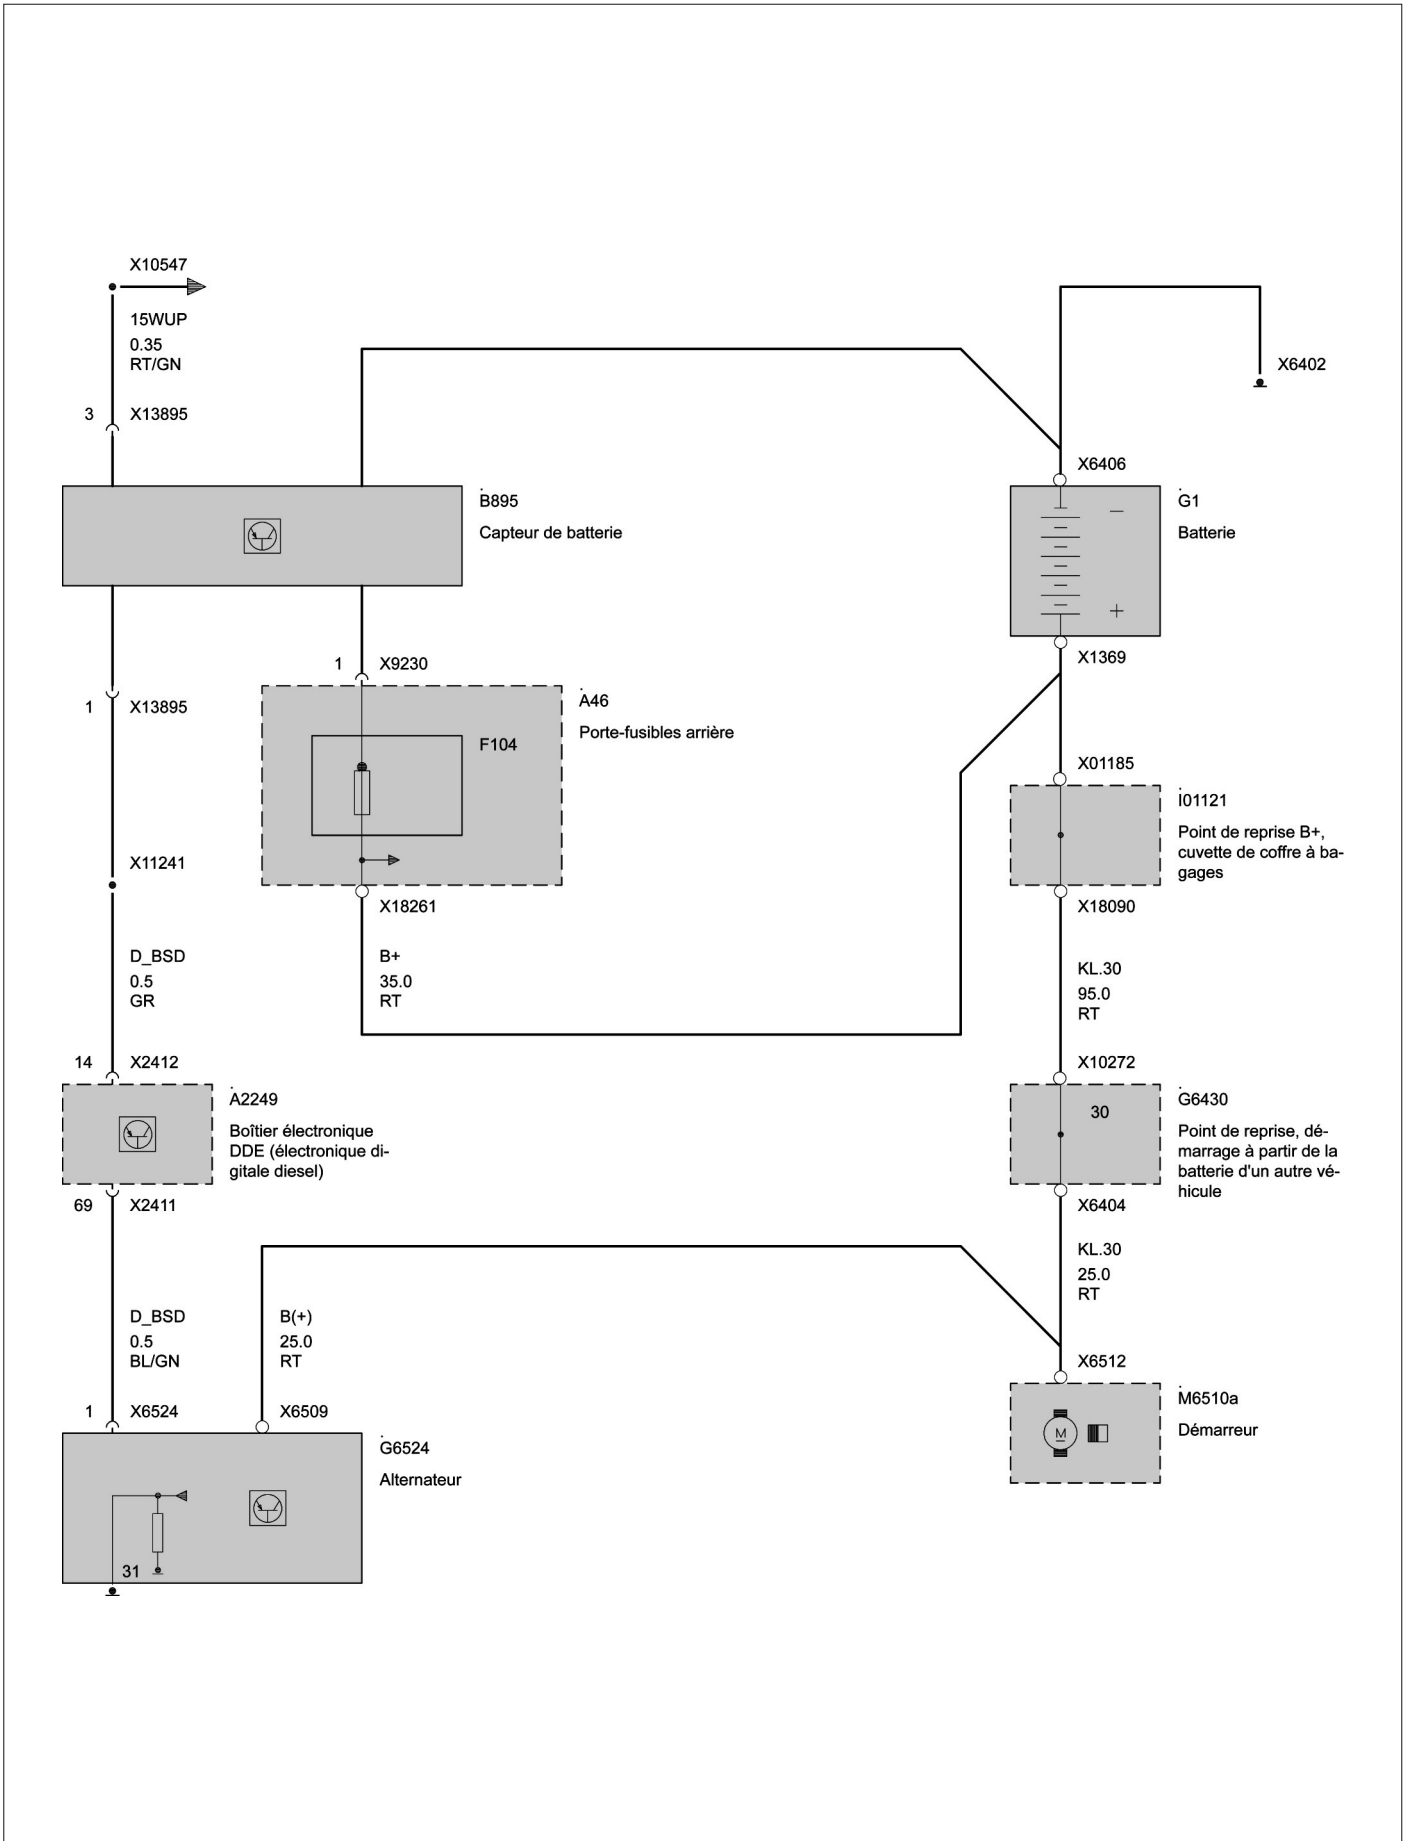 X10547
15WUP
0.35
RT/GN
X6402
3 X13895
X6406
B895
Capteur de batterie
G1
Batterie
−
+
1 X9230
X1369
1 X13895
A46
Porte-fusibles arrière
F104
X01185
I01121
Point de reprise B+,
cuvette de coffre à ba-
gages
X11241
X18261
X18090
D_BSD
0.5
GR
B+
35.0
RT
KL.30
95.0
RT
14 X2412
X10272
A2249
Boîtier électronique
DDE (électronique di-
gitale diesel)
30
G6430
Point de reprise, dé-
marrage à partir de la
batterie d'un autre vé-
hicule
69 X2411
X6404
KL.30
25.0
RT
D_BSD
0.5
BL/GN
B(+)
25.0
RT
X6512
1 X6524
X6509
M6510a
Démarreur
M
G6524
Alternateur
31